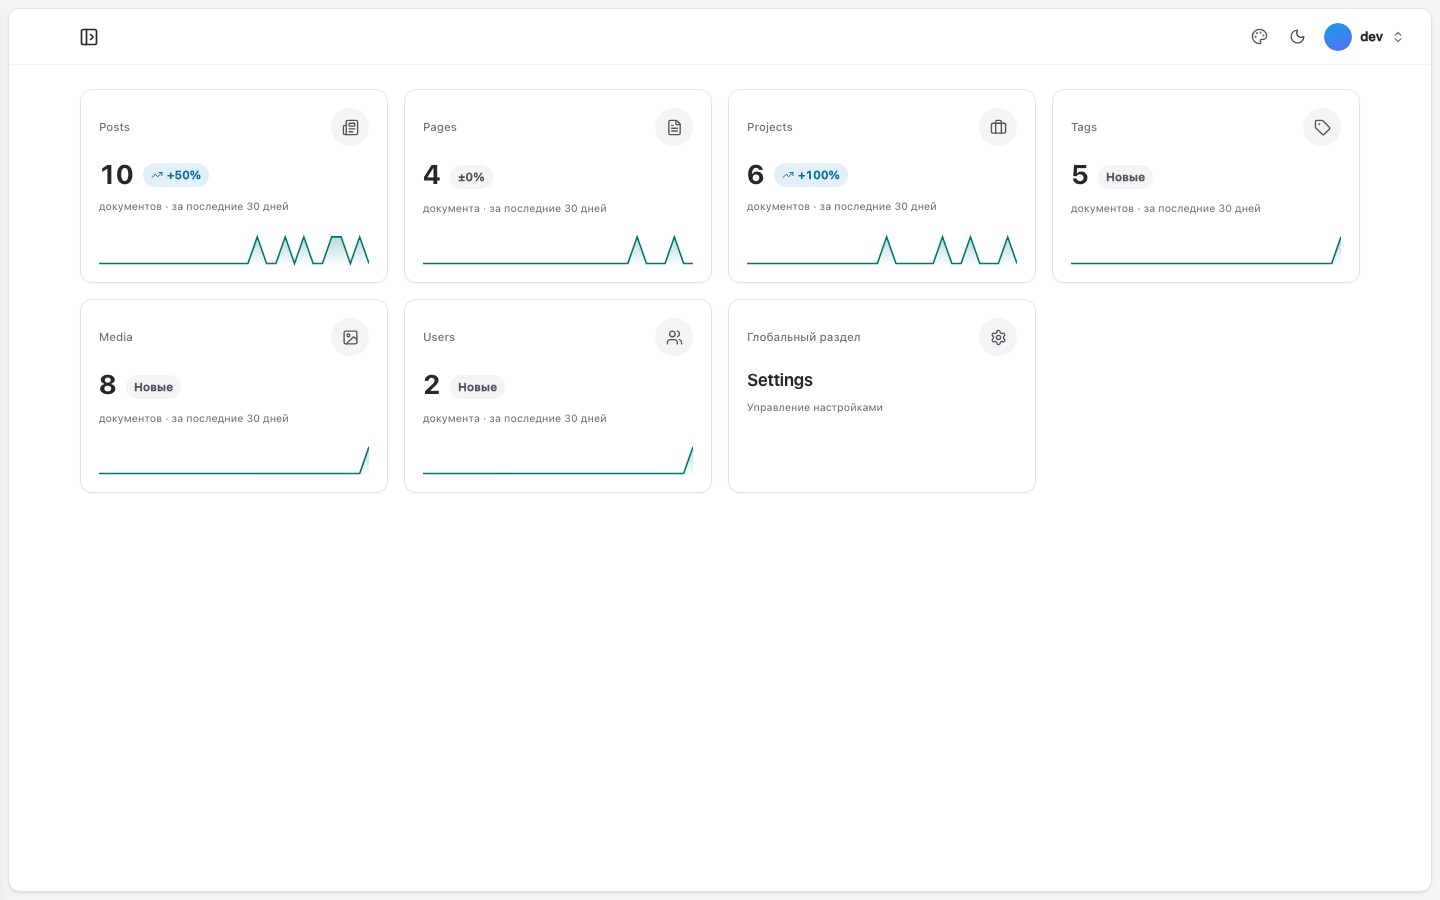 dev
Posts
10 +50%
документов · за последние 30 дней
Pages
4 ±0%
документа · за последние 30 дней
Projects
6 +100%
документов · за последние 30 дней
Tags
5 Новые
документов · за последние 30 дней
Media
8 Новые
документов · за последние 30 дней
Users
2 Новые
документа · за последние 30 дней
Глобальный раздел
Settings
Управление настройками